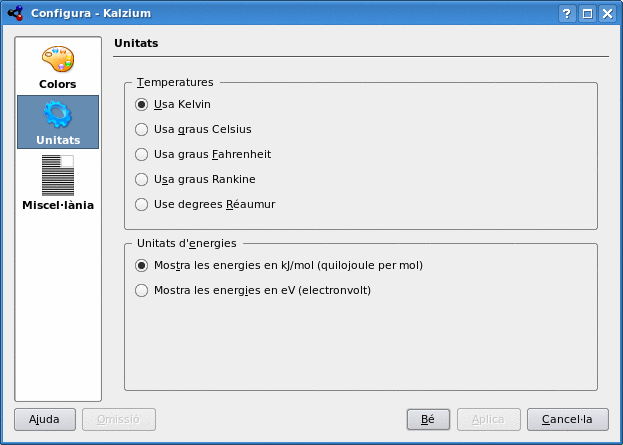 Configura - Kalzium
Colors
Unitats
Miscel·lània
Unitats
Temperatures
Usa Kelvin
Usa graus Celsius
Usa graus Fahrenheit
Usa graus Rankine
Use degrees Réaumur
Unitats d'energies
Mostra les energies en kJ/mol (quilojoule per mol)
Mostra les energies en eV (electronvolt)
Ajuda
Omissió
Bé
Aplica
Cancel·la